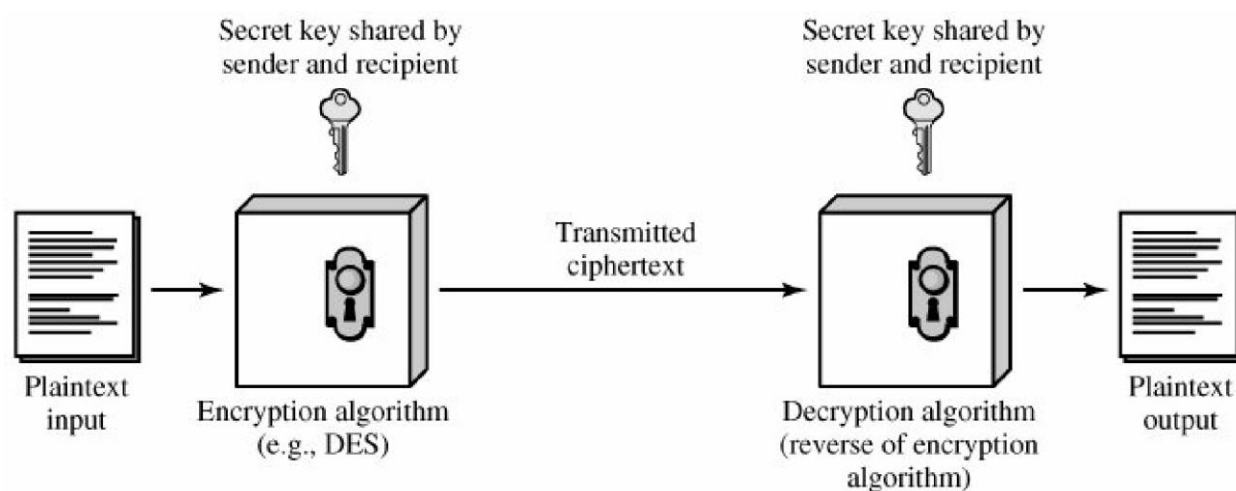 Secret key shared by
sender and recipient
Secret key shared by
sender and recipient
Transmitted
ciphertext
Plaintext
input
Encryption algorithm
(e.g., DES)
Decryption algorithm
(reverse of encryption
algorithm)
Plaintext
output